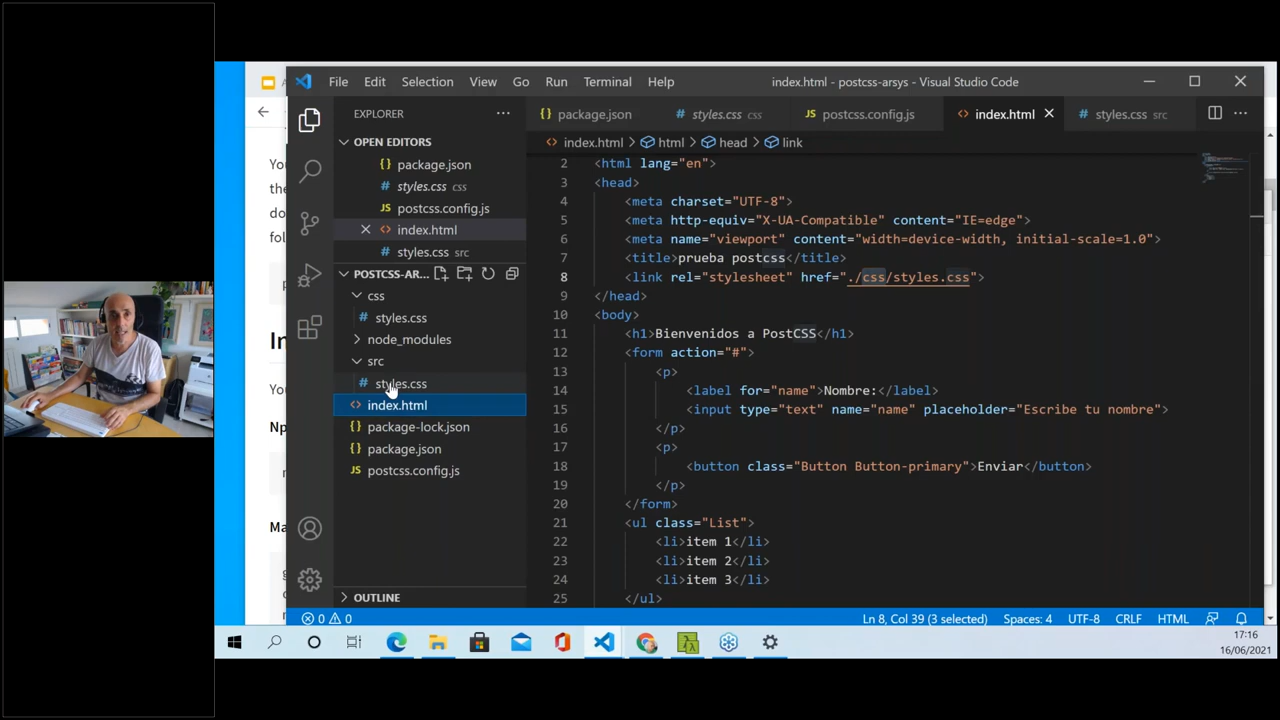 File Edit Selection View Go Run Terminal Help
index.html - postcss-arsys - Visual Studio Code
EXPLORER
OPEN EDITORS
package.json
styles.css css
postcss.config.js
index.html
styles.css src
POSTCSS-AR...
css
styles.css
node_modules
src
styles.css
index.html
package-lock.json
package.json
postcss.config.js
OUTLINE
package.json styles.css css postcss.config.js index.html styles.css src
index.html > html > head > link
2 <html lang="en">
3 <head>
4 <meta charset="UTF-8">
5 <meta http-equiv="X-UA-Compatible" content="IE=edge">
6 <meta name="viewport" content="width=device-width, initial-scale=1.0">
7 <title>prueba postcss</title>
8 <link rel="stylesheet" href="./css/styles.css">
9 </head>
10 <body>
11 <h1>Bienvenidos a PostCSS</h1>
12 <form action="#">
13 <p>
14 <label for="name">Nombre:</label>
15 <input type="text" name="name" placeholder="Escribe tu nombre">
16 </p>
17 <p>
18 <button class="Button Button-primary">Enviar</button>
19 </p>
20 </form>
21 <ul class="List">
22 <li>item 1</li>
23 <li>item 2</li>
24 <li>item 3</li>
25 </ul>
0 0
Ln 8, Col 39 (3 selected) Spaces: 4 UTF-8 CRLF HTML
17:16
16/06/2021